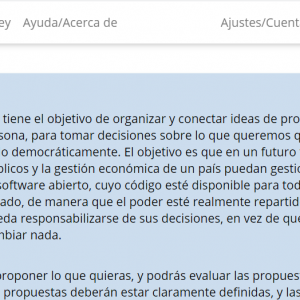 ey Ayuda/Acerca de Ajustes/Cuent
tiene el objetivo de organizar y conectar ideas de pro
sona, para tomar decisiones sobre lo que queremos q
o democráticamente. El objetivo es que en un futuro
blicos y la gestión económica de un país puedan gestic
software abierto, cuyo código esté disponible para tod
ado, de manera que el poder esté realmente repartid
eda responsabilizarse de sus decisiones, en vez de que
mbiar nada.
proponer lo que quieras, y podrás evaluar las propues
propuestas deberán estar claramente definidas, y las